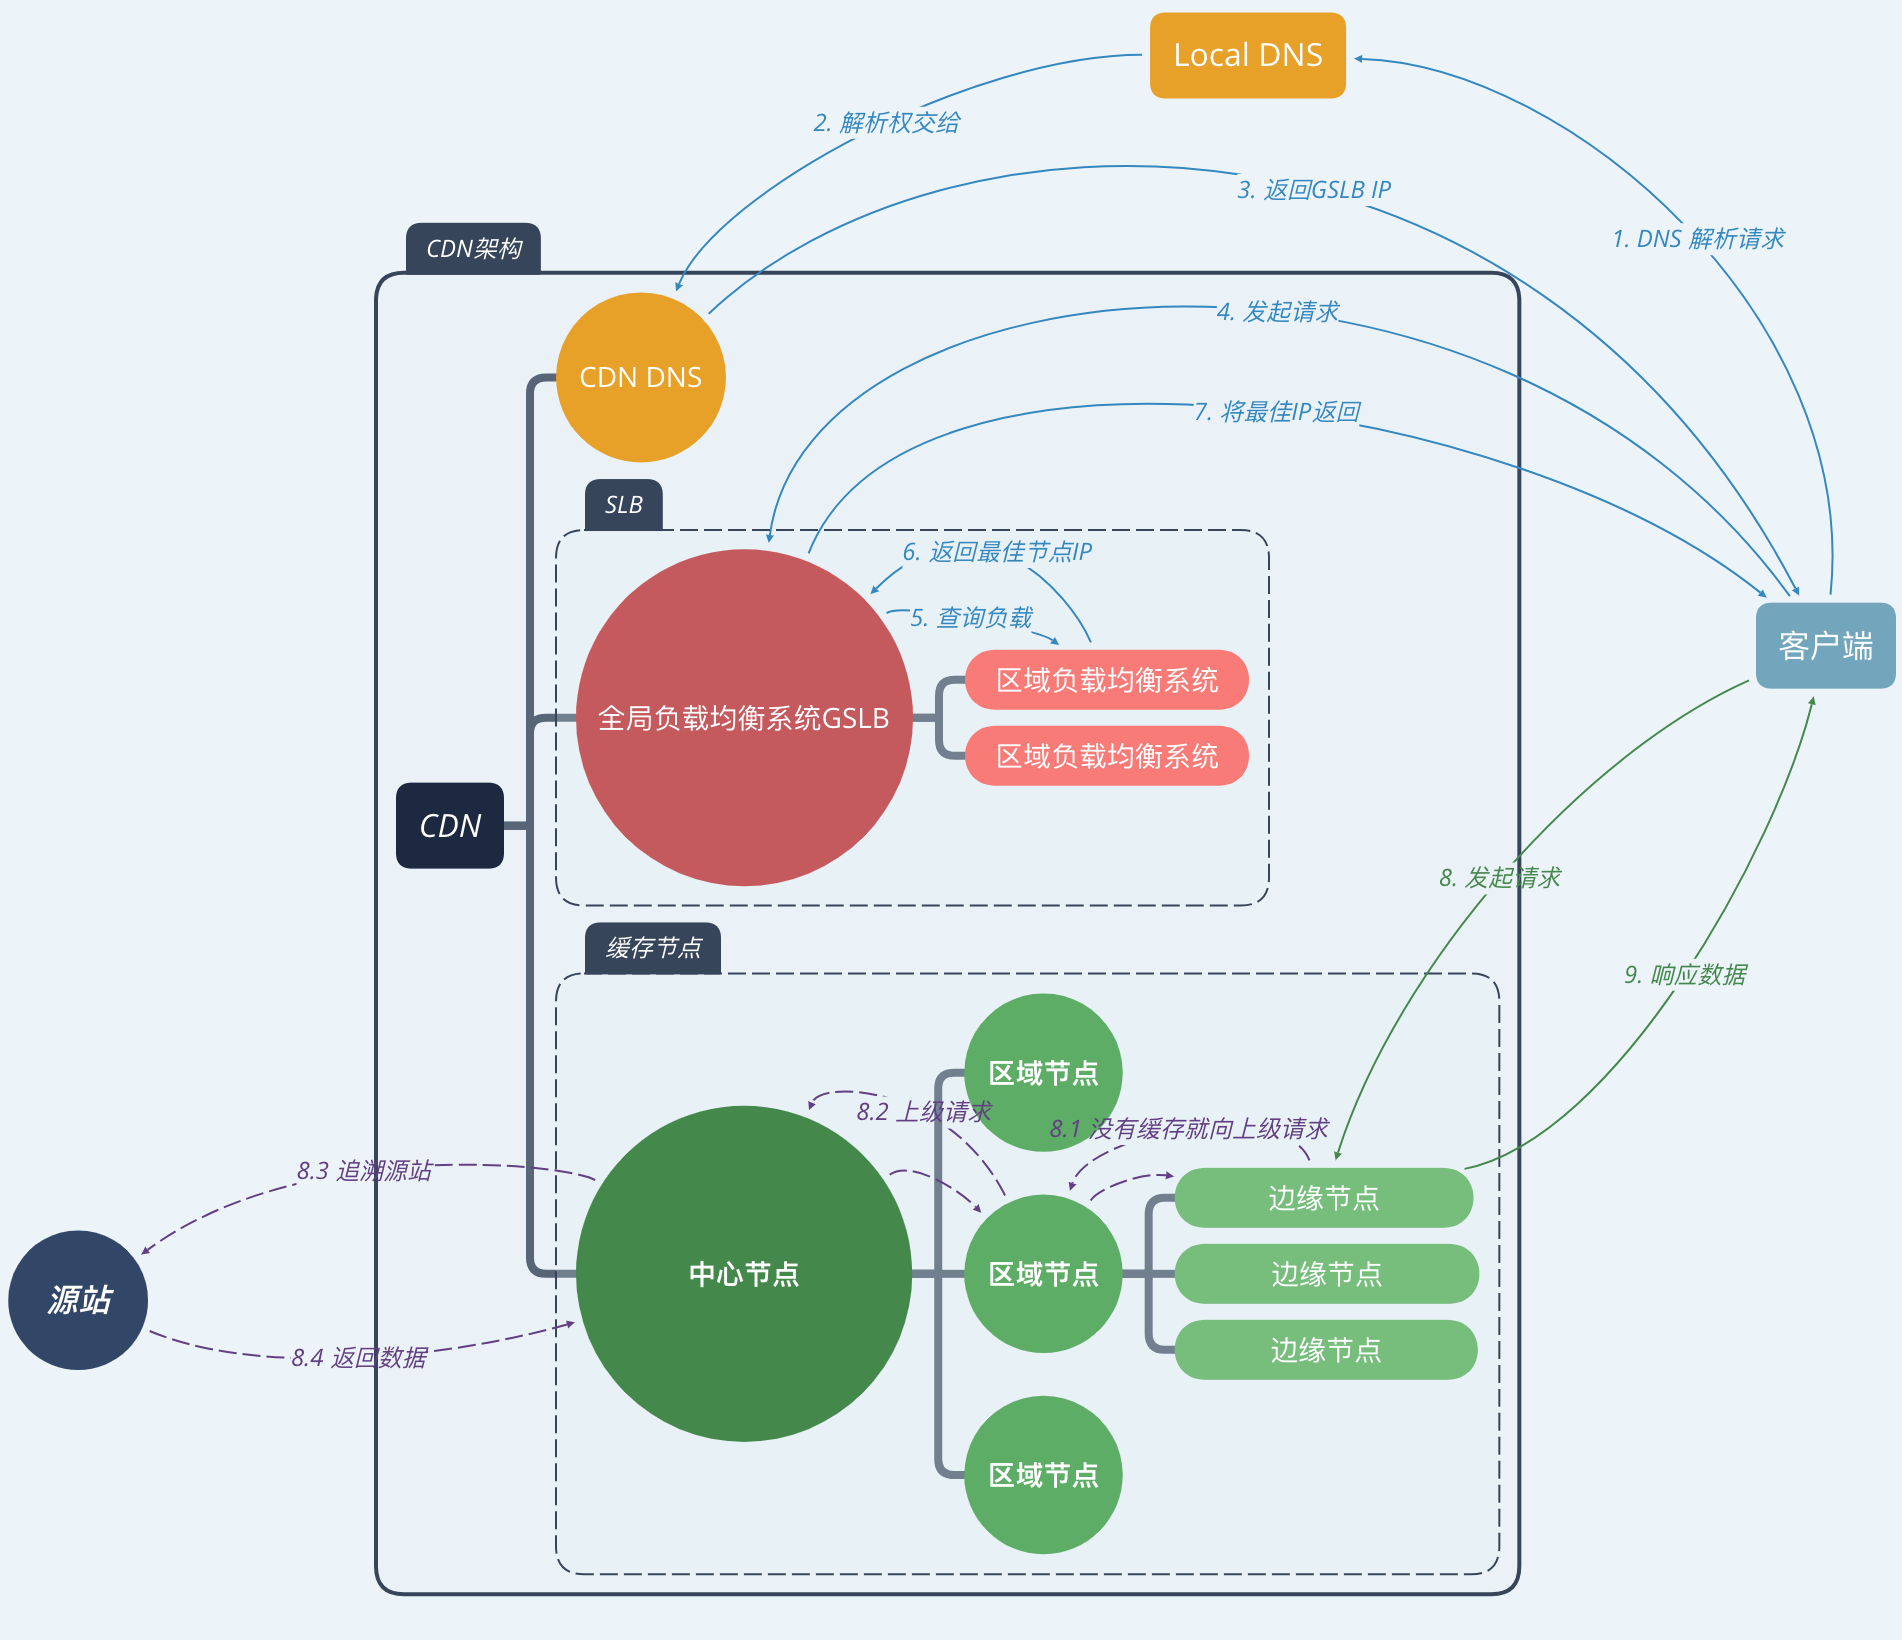 Local DNS
2. 解析权交给
3. 返回GSLB IP
1. DNS 解析请求
CDN架构
4. 发起请求
CDN DNS
7. 将最佳IP返回
SLB
6. 返回最佳节点IP
5. 查询负载
客户端
区域负载均衡系统
全局负载均衡系统GSLB
区域负载均衡系统
CDN
8. 发起请求
缓存节点
9. 响应数据
区域节点
8.2 上级请求
8.1 没有缓存就向上级请求
8.3 追溯源站
边缘节点
中心节点
区域节点
边缘节点
源站
边缘节点
8.4 返回数据
区域节点